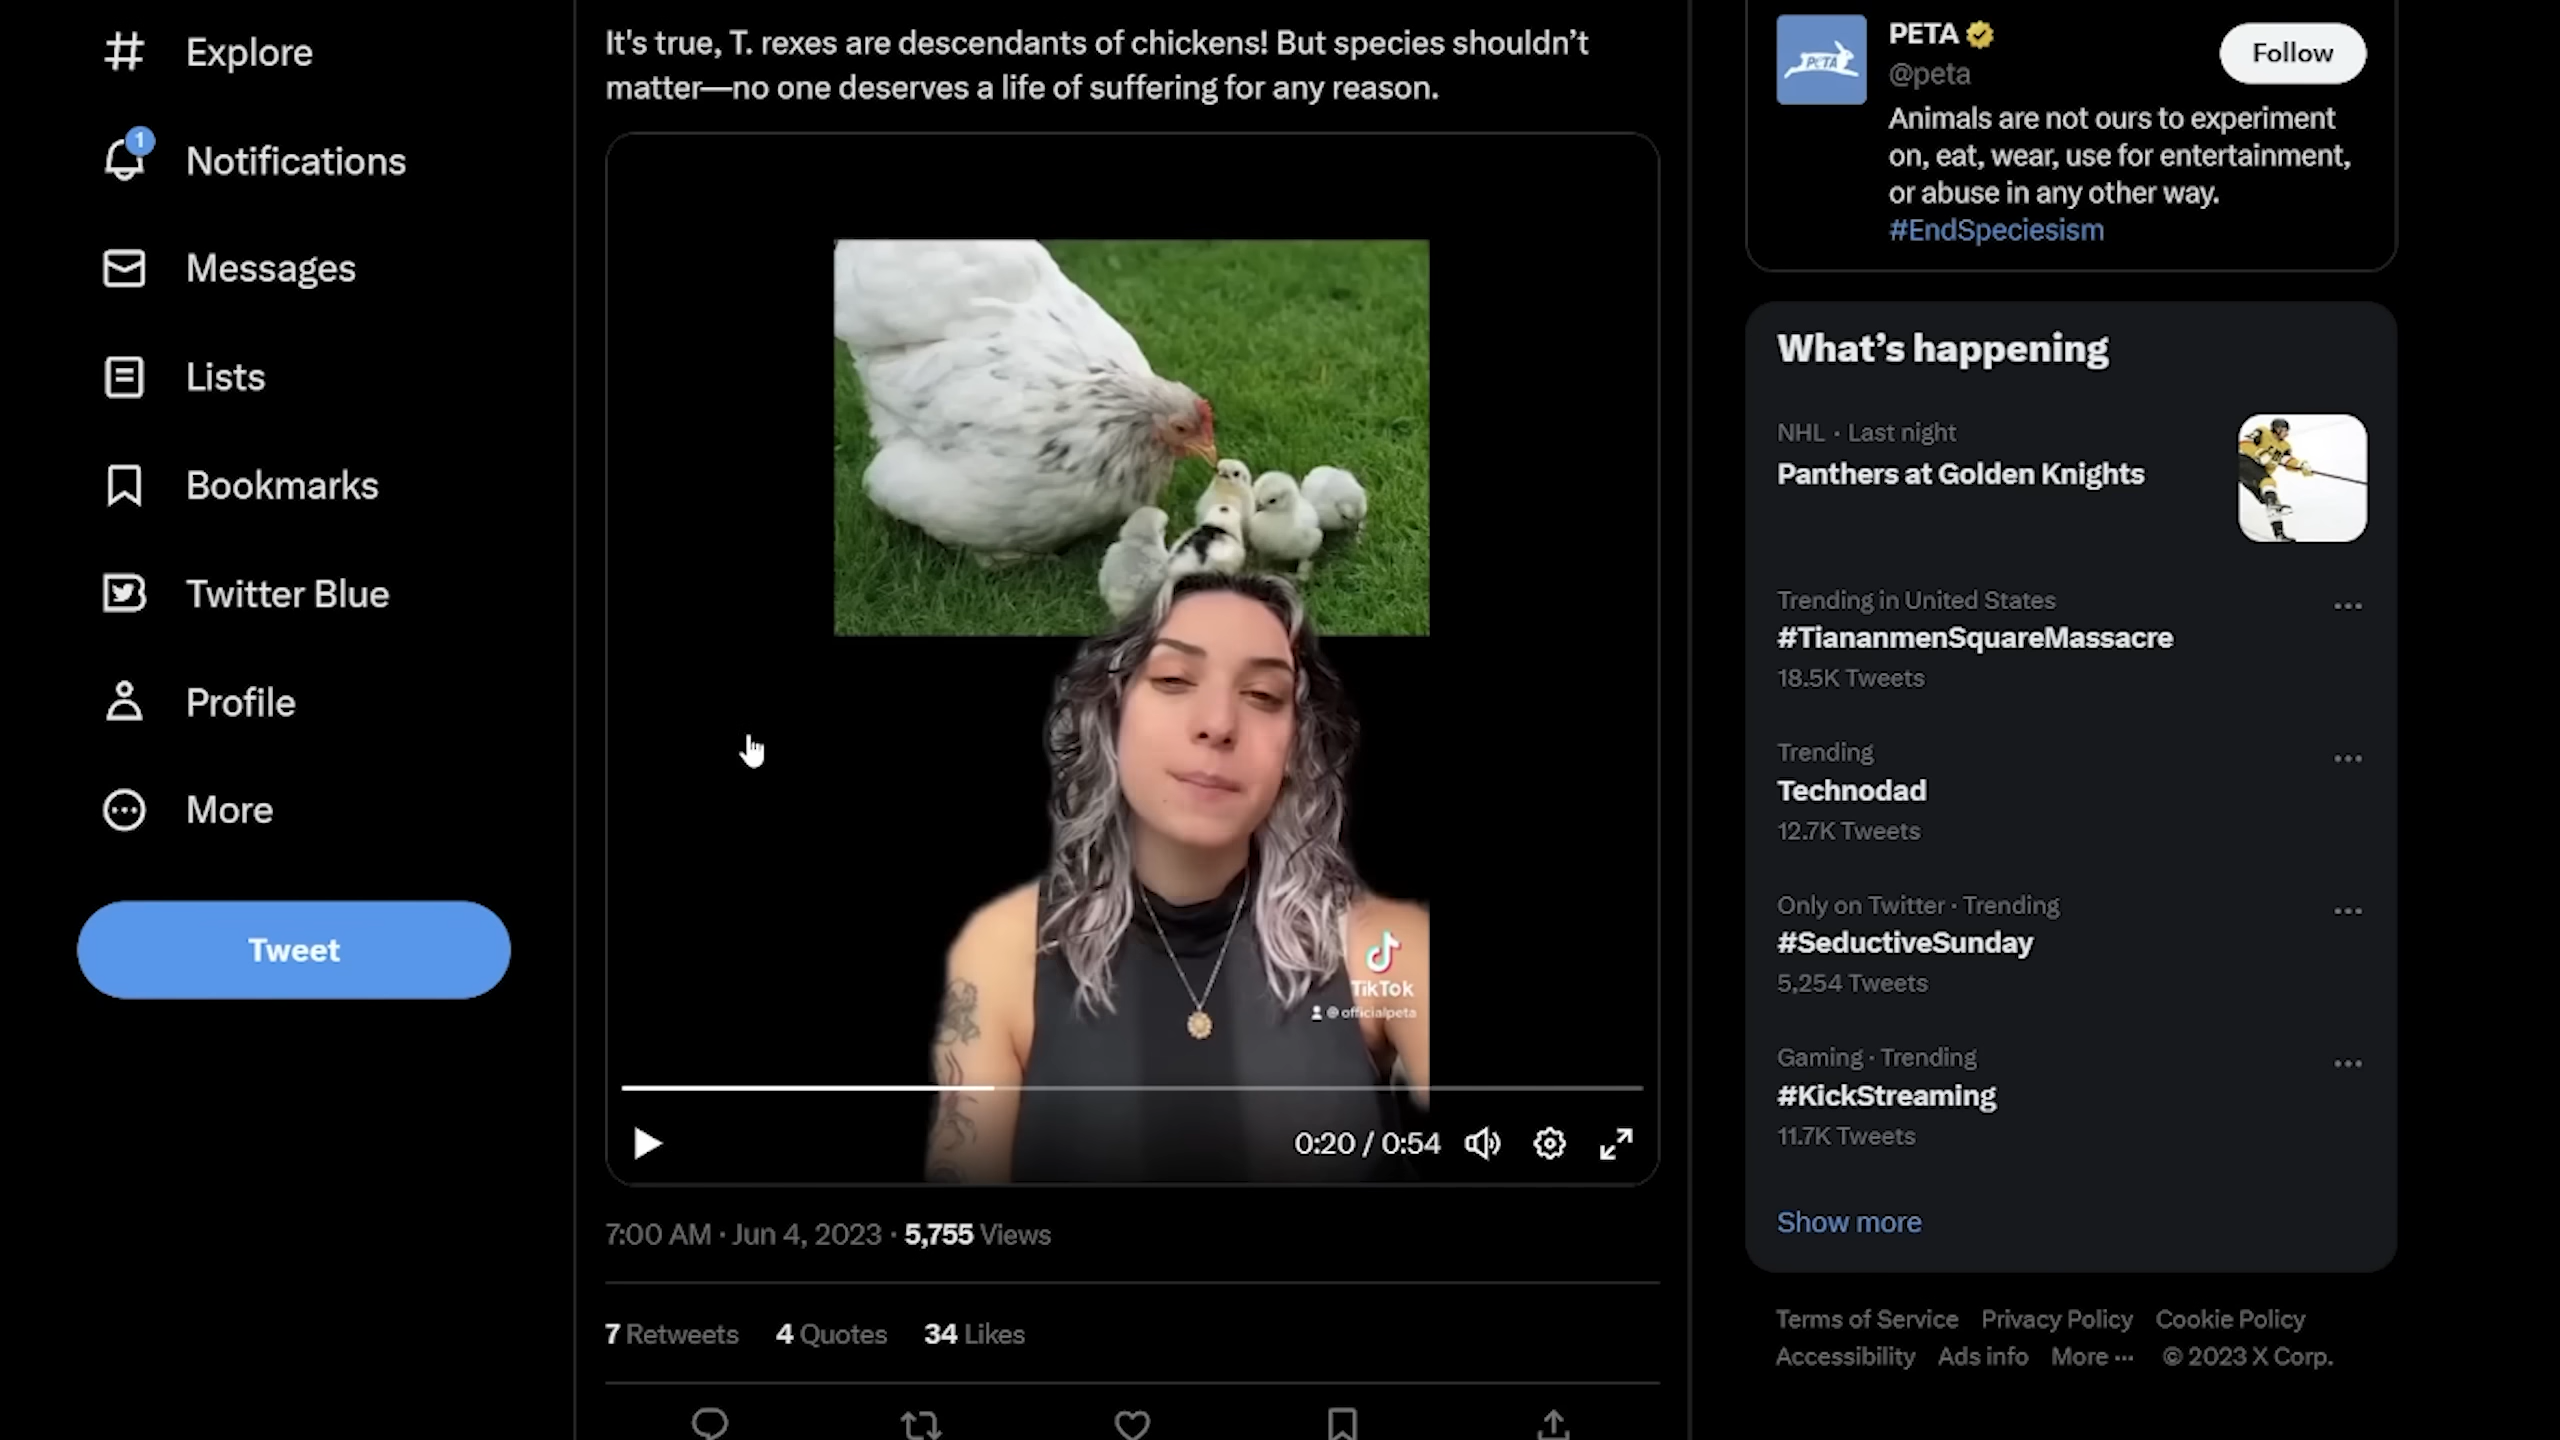 Explore
1
Notifications
Messages
Lists
Bookmarks
Twitter Blue
Profile
More
Tweet
It's true, T. rexes are descendants of chickens! But species shouldn’t
matter—no one deserves a life of suffering for any reason.
TikTok
@officialpeta
0:20 / 0:54
7:00 AM · Jun 4, 2023 · 5,755 Views
7 Retweets 4 Quotes 34 Likes
PETA
PETA
@peta
Follow
Animals are not ours to experiment
on, eat, wear, use for entertainment,
or abuse in any other way.
#EndSpeciesism
What’s happening
NHL · Last night
Panthers at Golden Knights
Trending in United States
#TiananmenSquareMassacre
18.5K Tweets
Trending
Technodad
12.7K Tweets
Only on Twitter · Trending
#SeductiveSunday
5,254 Tweets
Gaming · Trending
#KickStreaming
11.7K Tweets
Show more
Terms of Service Privacy Policy Cookie Policy
Accessibility Ads info More ··· © 2023 X Corp.